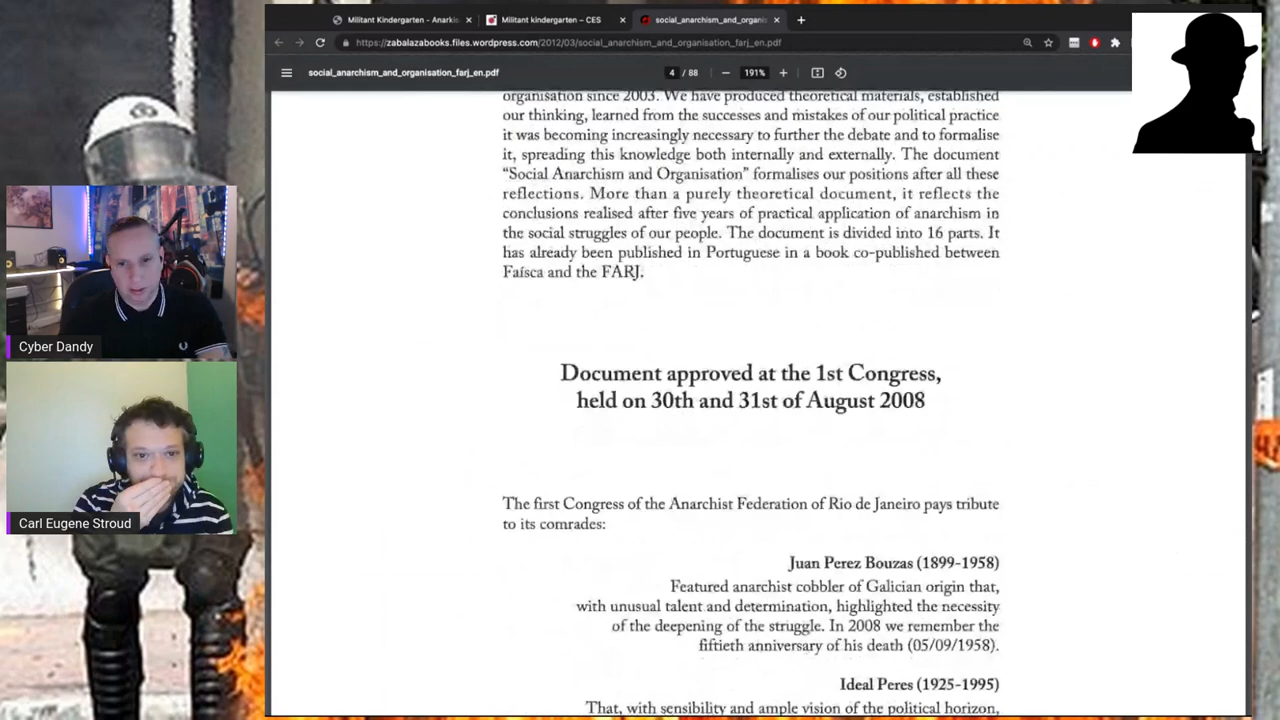 Militant Kindergarten - Anarkis
Militant kindergarten – CES
social_anarchism_and_organis
https://zabalazabooks.files.wordpress.com/2012/03/social_anarchism_and_organisation_farj_en.pdf
social_anarchism_and_organisation_farj_en.pdf
4 / 88
191%
organisation since 2003. We have produced theoretical materials, established
our thinking, learned from the successes and mistakes of our political practice
it was becoming increasingly necessary to further the debate and to formalise
it, spreading this knowledge both internally and externally. The document
“Social Anarchism and Organisation” formalises our positions after all these
reflections. More than a purely theoretical document, it reflects the
conclusions realised after five years of practical application of anarchism in
the social struggles of our people. The document is divided into 16 parts. It
has already been published in Portuguese in a book co-published between
Faísca and the FARJ.
Document approved at the 1st Congress,
held on 30th and 31st of August 2008
The first Congress of the Anarchist Federation of Rio de Janeiro pays tribute
to its comrades:
Juan Perez Bouzas (1899-1958)
Featured anarchist cobbler of Galician origin that,
with unusual talent and determination, highlighted the necessity
of the deepening of the struggle. In 2008 we remember the
fiftieth anniversary of his death (05/09/1958).
Ideal Peres (1925-1995)
That, with sensibility and ample vision of the political horizon,
Cyber Dandy
Carl Eugene Stroud